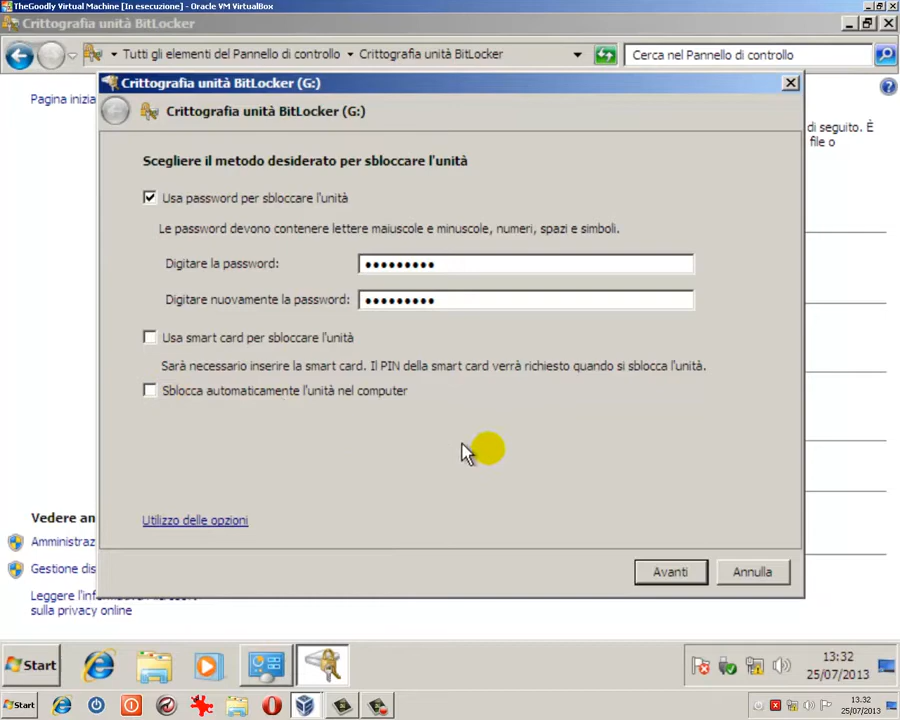 TheGoodly Virtual Machine [In esecuzione] - Oracle VM VirtualBox
Crittografia unità BitLocker
Tutti gli elementi del Pannello di controllo Crittografia unità BitLocker
Cerca nel Pannello di controllo
Pagina inizia
Crittografia unità BitLocker (G:)
Crittografia unità BitLocker (G:)
di seguito. È
file o
Scegliere il metodo desiderato per sbloccare l'unità
Usa password per sbloccare l'unità
Le password devono contenere lettere maiuscole e minuscole, numeri, spazi e simboli.
Digitare la password:
Digitare nuovamente la password:
Usa smart card per sbloccare l'unità
Sarà necessario inserire la smart card. Il PIN della smart card verrà richiesto quando si sblocca l'unità.
Sblocca automaticamente l'unità nel computer
Utilizzo delle opzioni
Avanti
Annulla
Vedere an
Amministraz
Gestione dis
sulla privacy online
Start
13:32
25/07/2013
Start
13.32
25/07/2013